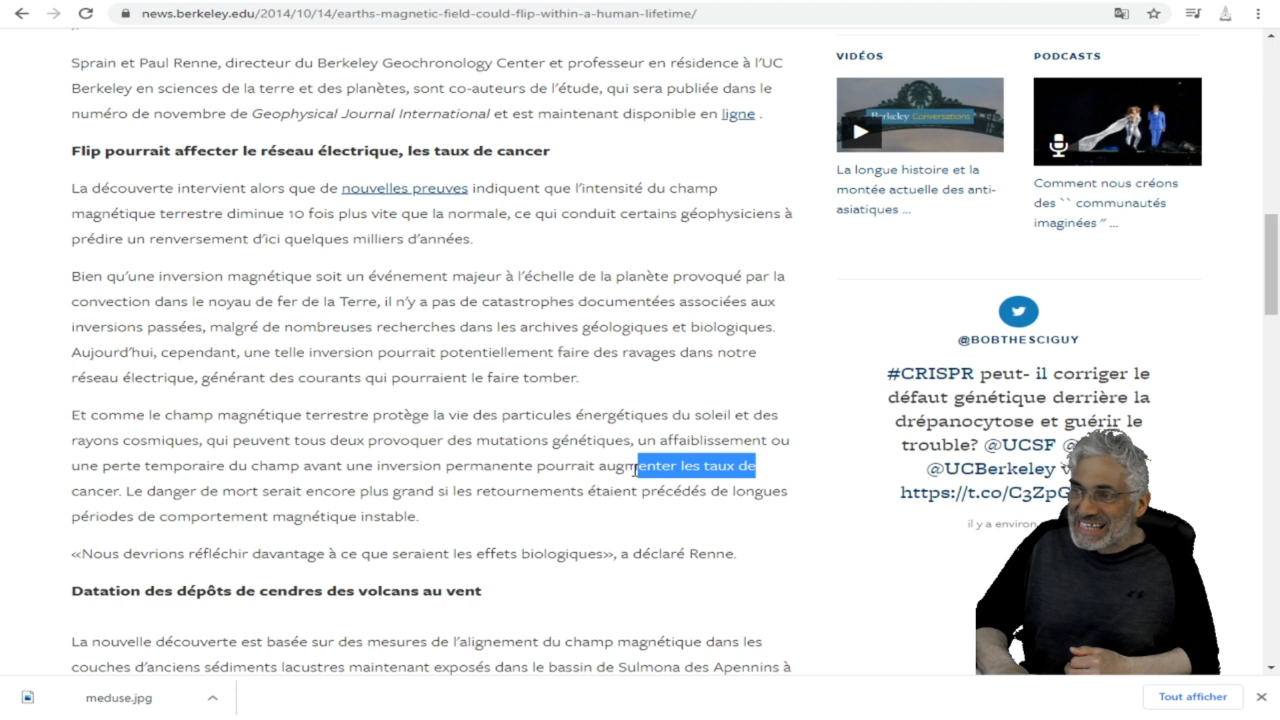 news.berkeley.edu/2014/10/14/earths-magnetic-field-could-flip-within-a-human-lifetime/
Sprain et Paul Renne, directeur du Berkeley Geochronology Center et professeur en résidence à l'UC
Berkeley en sciences de la terre et des planètes, sont co-auteurs de l'étude, qui sera publiée dans le
numéro de novembre de Geophysical Journal International et est maintenant disponible en ligne .
Flip pourrait affecter le réseau électrique, les taux de cancer
La découverte intervient alors que de nouvelles preuves indiquent que l'intensité du champ
magnétique terrestre diminue 10 fois plus vite que la normale, ce qui conduit certains géophysiciens à
prédire un renversement d'ici quelques milliers d'années.
Bien qu'une inversion magnétique soit un événement majeur à l'échelle de la planète provoqué par la
convection dans le noyau de fer de la Terre, il n'y a pas de catastrophes documentées associées aux
inversions passées, malgré de nombreuses recherches dans les archives géologiques et biologiques.
Aujourd'hui, cependant, une telle inversion pourrait potentiellement faire des ravages dans notre
réseau électrique, générant des courants qui pourraient le faire tomber.
Et comme le champ magnétique terrestre protège la vie des particules énergétiques du soleil et des
rayons cosmiques, qui peuvent tous deux provoquer des mutations génétiques, un affaiblissement ou
une perte temporaire du champ avant une inversion permanente pourrait augmenter les taux de
cancer. Le danger de mort serait encore plus grand si les retournements étaient précédés de longues
périodes de comportement magnétique instable.
«Nous devrions réfléchir davantage à ce que seraient les effets biologiques», a déclaré Renne.
Datation des dépôts de cendres des volcans au vent
La nouvelle découverte est basée sur des mesures de l'alignement du champ magnétique dans les
couches d'anciens sédiments lacustres maintenant exposés dans le bassin de Sulmona des Apennins à
VIDÉOS
Berkeley Conversations
La longue histoire et la
montée actuelle des anti-
asiatiques ...
PODCASTS
Comment nous créons
des `` communautés
imaginées '' ...
@BOBTHESCIGUY
#CRISPR peut- il corriger le
défaut génétique derrière la
drépanocytose et guérir le
trouble? @UCSF @
@UCBerkeley
https://t.co/C3ZpG
il y a environ
meduse.jpg
Tout afficher